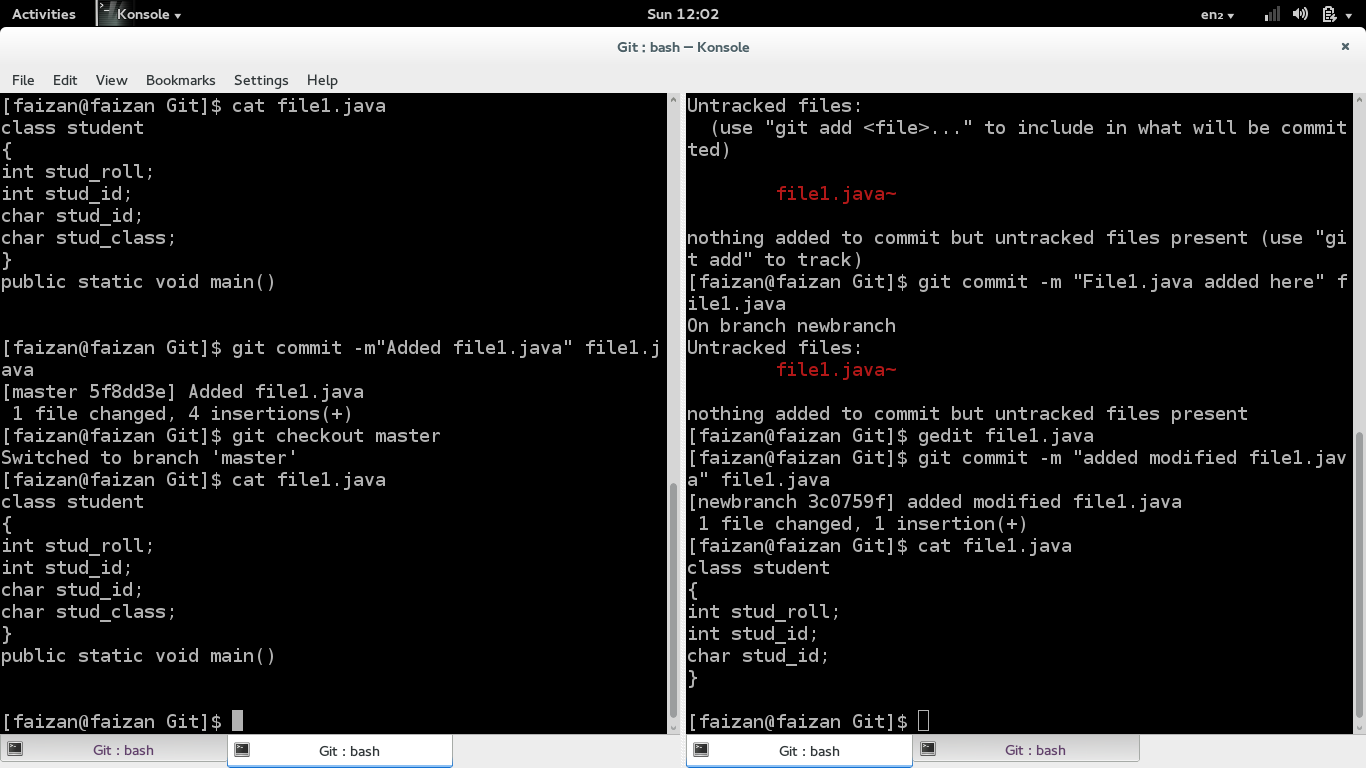 Activities
Konsole
Sun 12:02
en₂
Git : bash – Konsole
File Edit View Bookmarks Settings Help
[faizan@faizan Git]$ cat file1.java
class student
{
int stud_roll;
int stud_id;
char stud_id;
char stud_class;
}
public static void main()
[faizan@faizan Git]$ git commit -m"Added file1.java" file1.j
ava
[master 5f8dd3e] Added file1.java
 1 file changed, 4 insertions(+)
[faizan@faizan Git]$ git checkout master
Switched to branch 'master'
[faizan@faizan Git]$ cat file1.java
class student
{
int stud_roll;
int stud_id;
char stud_id;
char stud_class;
}
public static void main()
[faizan@faizan Git]$
Git : bash
Git : bash
Untracked files:
  (use "git add <file>..." to include in what will be commit
ted)
        file1.java~
nothing added to commit but untracked files present (use "gi
t add" to track)
[faizan@faizan Git]$ git commit -m "File1.java added here" f
ile1.java
On branch newbranch
Untracked files:
        file1.java~
nothing added to commit but untracked files present
[faizan@faizan Git]$ gedit file1.java
[faizan@faizan Git]$ git commit -m "added modified file1.jav
a" file1.java
[newbranch 3c0759f] added modified file1.java
 1 file changed, 1 insertion(+)
[faizan@faizan Git]$ cat file1.java
class student
{
int stud_roll;
int stud_id;
char stud_id;
}
[faizan@faizan Git]$
Git : bash
Git : bash